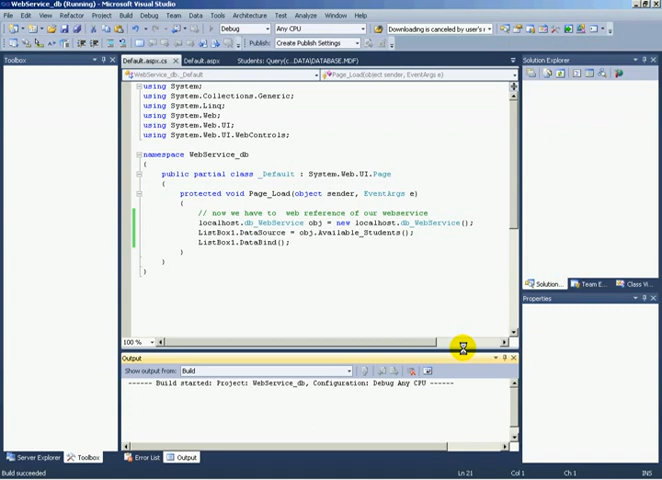 WebService_db (Running) - Microsoft Visual Studio
File Edit View Refactor Project Build Debug Team Data Tools Architecture Test Analyze Window Help
Debug Any CPU Downloading is canceled by user's r
Publish: Create Publish Settings
Toolbox
Default.aspx.cs Default.aspx Students: Query(c...DATA\DATABASE.MDF)
Solution Explorer
WebService_db._Default Page_Load(object sender, EventArgs e)
using System;
using System.Collections.Generic;
using System.Linq;
using System.Web;
using System.Web.UI;
using System.Web.UI.WebControls;
namespace WebService_db
{
public partial class _Default : System.Web.UI.Page
{
protected void Page_Load(object sender, EventArgs e)
{
// now we have to web reference of our webservice
localhost.db_WebService obj = new localhost.db_WebService();
ListBox1.DataSource = obj.Available_Students();
ListBox1.DataBind();
}
}
}
Solution... Team E... Class Vi...
Properties
100 %
Output
Show output from: Build
------ Build started: Project: WebService_db, Configuration: Debug Any CPU ------
Server Explorer Toolbox Error List Output
Build succeeded Ln 21 Col 1 Ch 1 INS